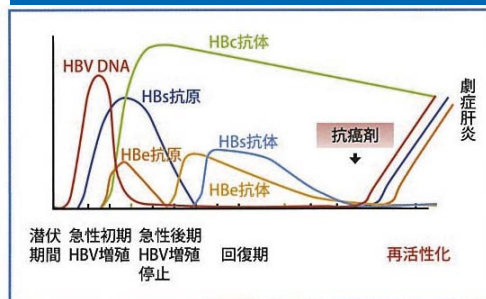 HBc抗体
HBV DNA
HBs抗原
HBe抗原
HBs抗体
HBe抗体
抗癌剤
劇症肝炎
潜伏
期間
急性初期
HBV増殖
急性後期
HBV増殖
停止
回復期
再活性化